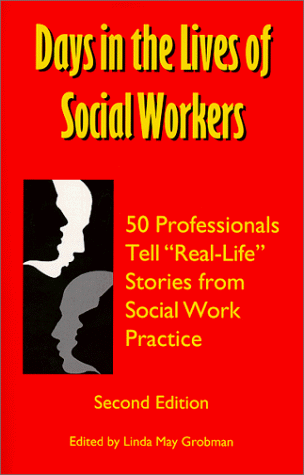 Days in the Lives of
Social Workers
50 Professionals
Tell “Real-Life”
Stories from
Social Work
Practice
Second Edition
Edited by Linda May Grobman